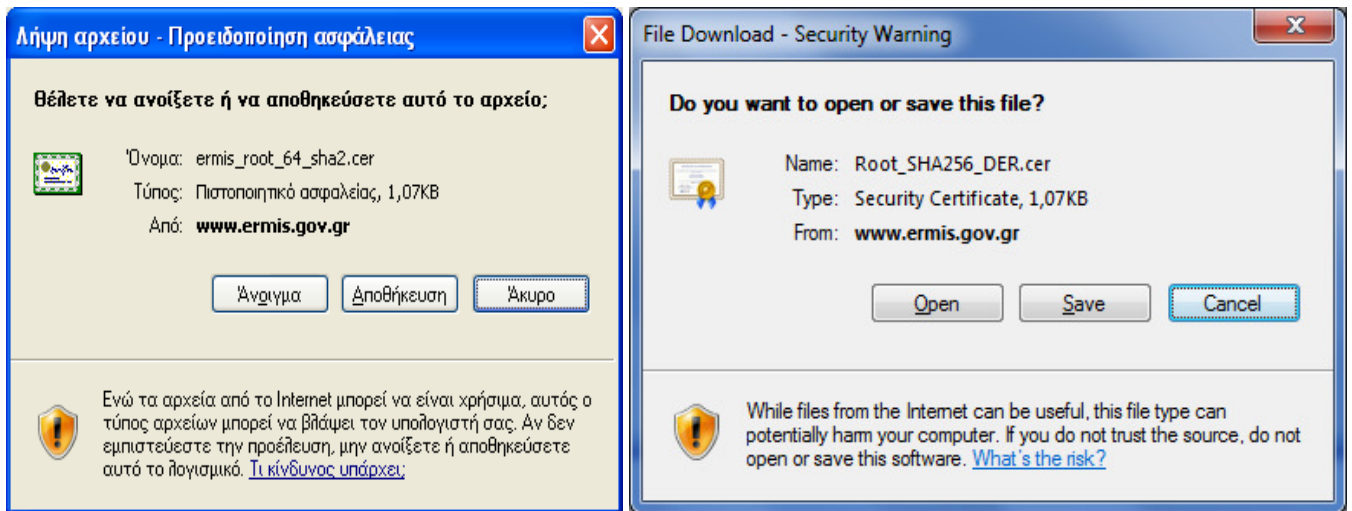 Λήψη αρχείου - Προειδοποίηση ασφάλειας
Θέλετε να ανοίξετε ή να αποθηκεύσετε αυτό το αρχείο;
Όνομα: ermis_root_64_sha2.cer
Τύπος: Πιστοποιητικό ασφαλείας, 1,07KB
Από: www.ermis.gov.gr
Άνοιγμα Αποθήκευση Άκυρο
Ενώ τα αρχεία από το Internet μπορεί να είναι χρήσιμα, αυτός ο
τύπος αρχείων μπορεί να βλάψει τον υπολογιστή σας. Αν δεν
εμπιστεύεστε την προέλευση, μην ανοίξετε ή αποθηκεύσετε
αυτό το λογισμικό. Τι κίνδυνος υπάρχει;
File Download - Security Warning
Do you want to open or save this file?
Name: Root_SHA256_DER.cer
Type: Security Certificate, 1,07KB
From: www.ermis.gov.gr
Open Save Cancel
While files from the Internet can be useful, this file type can
potentially harm your computer. If you do not trust the source, do not
open or save this software. What's the risk?